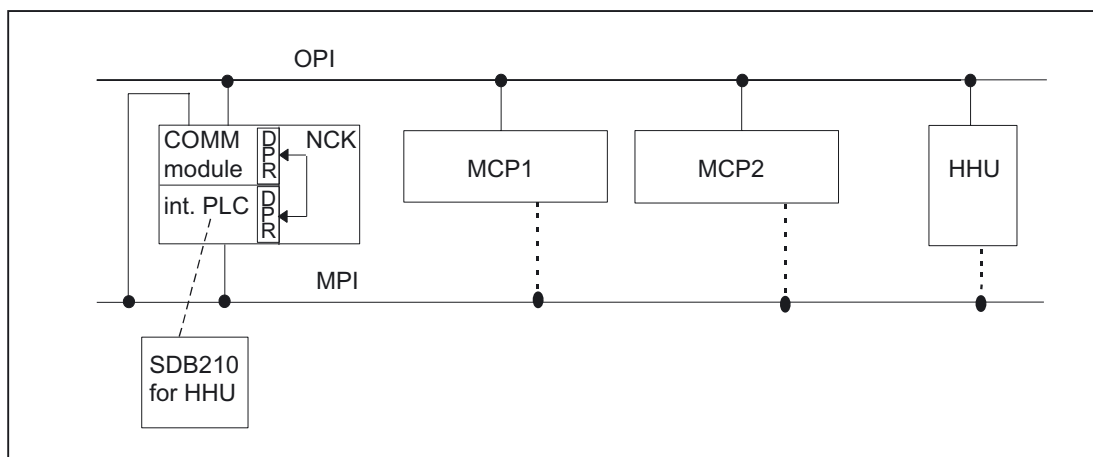 OPI
COMM
module
DPR
NCK
int. PLC
DPR
MCP1
MCP2
HHU
MPI
SDB210
for HHU